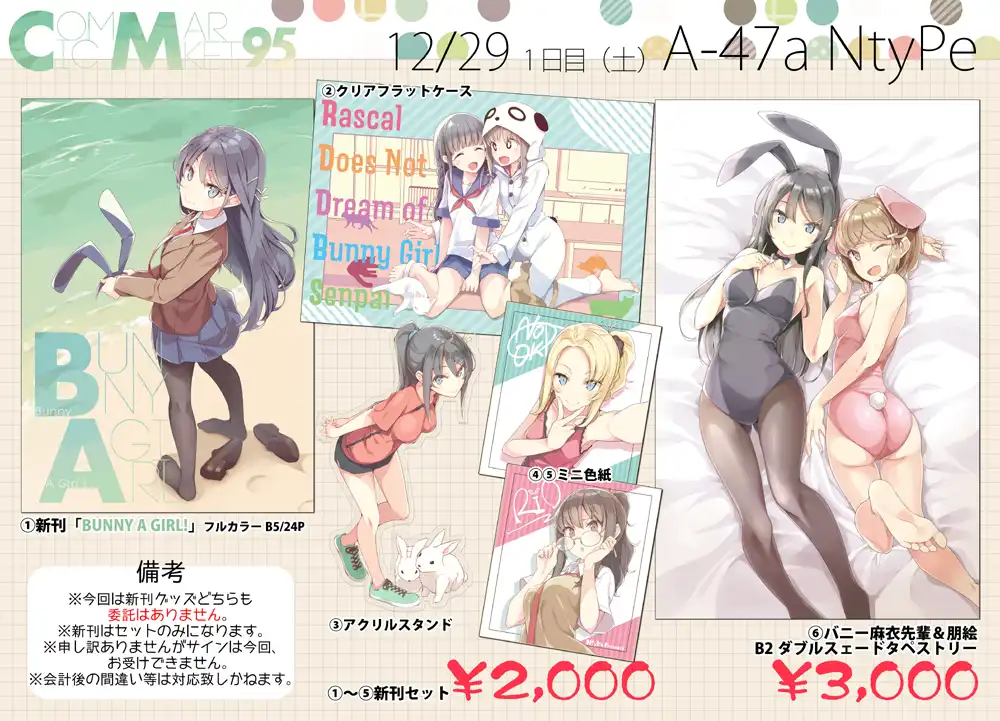 COMIC MARKET 95
12/29 1日目（土） A-47a NtyPe
②クリアフラットケース
Rascal
Does Not
Dream of
Bunny Girl
Senpai
BUNNY
Bunny
A GIRL
A Girl
①新刊「BUNNY A GIRL!」フルカラー B5/24P
NODOKA
④⑤ミニ色紙
RiO
③アクリルスタンド
⑥バニー麻衣先輩＆朋絵
B2 ダブルスェードタペストリー
備考
※今回は新刊グッズどちらも
委託はありません。
※新刊はセットのみになります。
※申し訳ありませんがサインは今回、
お受けできません。
※会計後の間違い等は対応致しかねます。
①〜⑤新刊セット ¥2,000
¥3,000